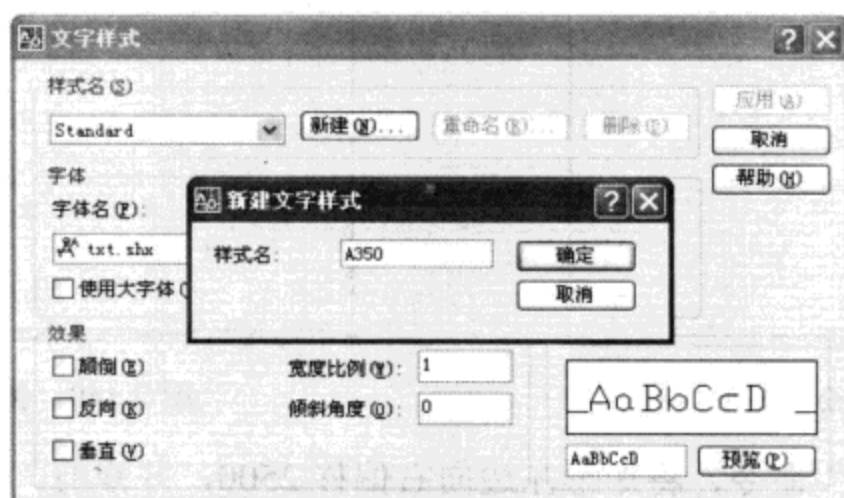 文字样式
样式名(S)
Standard 新建(N)... 重命名(R)... 删除(D) 应用(A)
取消
帮助(H)
字体
字体名(F):
txt.shx
使用大字体(
新建文字样式
样式名: A350 确定
取消
效果
颠倒(E) 宽度比例(W): 1
反向(K) 倾斜角度(O): 0
垂直(V)
AaBbCcD
AaBbCcD 预览(P)